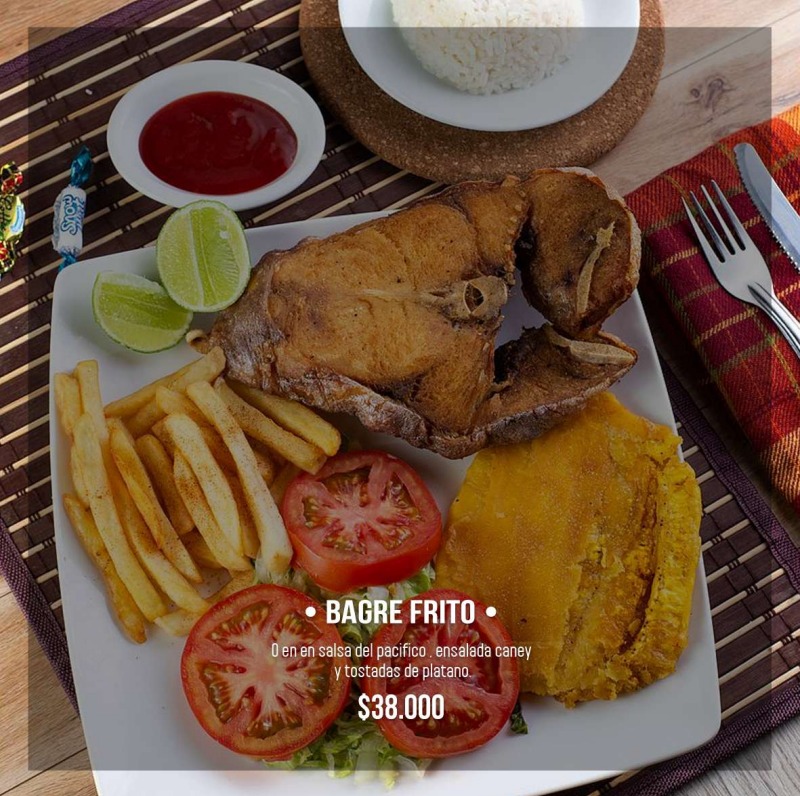 • BAGRE FRITO •
O en en salsa del pacifico . ensalada caney
y tostadas de platano.
$38.000